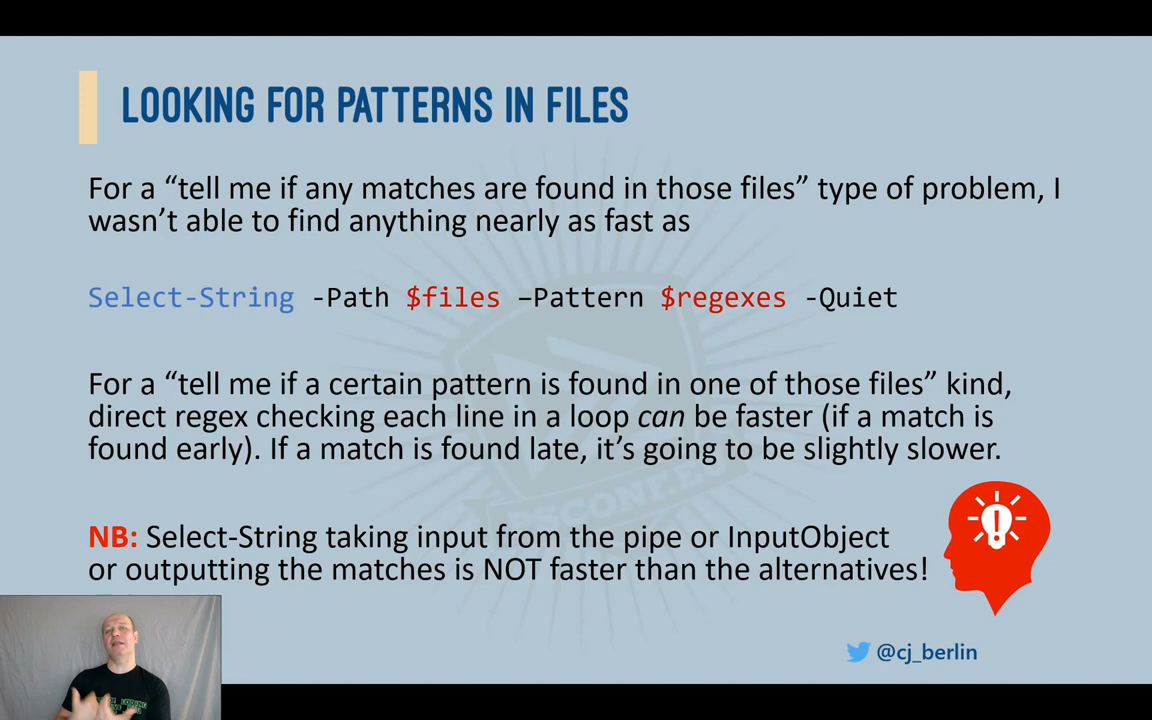 LOOKING FOR PATTERNS IN FILES
For a “tell me if any matches are found in those files” type of problem, I
wasn’t able to find anything nearly as fast as
Select-String -Path $files –Pattern $regexes -Quiet
For a “tell me if a certain pattern is found in one of those files” kind,
direct regex checking each line in a loop can be faster (if a match is
found early). If a match is found late, it’s going to be slightly slower.
NB: Select-String taking input from the pipe or InputObject
or outputting the matches is NOT faster than the alternatives!
PSCONF.EU
@cj_berlin